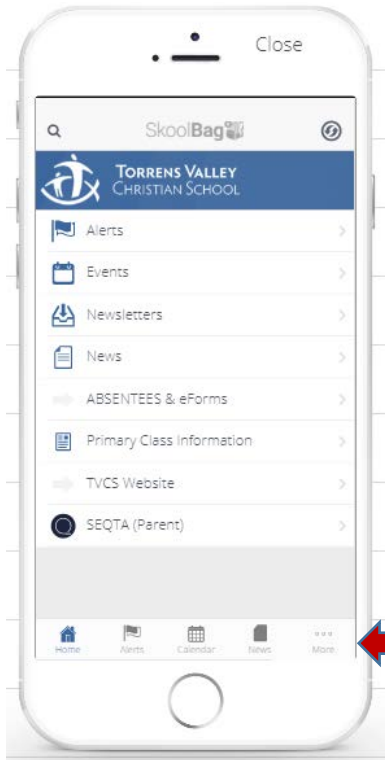 Close
SkoolBag
TORRENS VALLEY
CHRISTIAN SCHOOL
Alerts
Events
Newsletters
News
ABSENTEES & eForms
Primary Class Information
TVCS Website
SEQTA (Parent)
Home Alerts Calendar News More